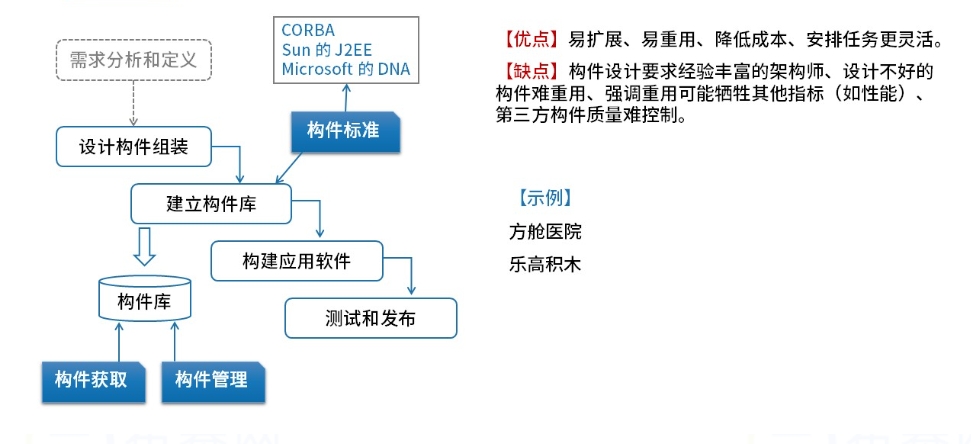 需求分析和定义
CORBA
Sun 的 J2EE
Microsoft 的 DNA
构件标准
设计构件组装
建立构件库
构建应用软件
构件库
测试和发布
构件获取
构件管理
【优点】易扩展、易重用、降低成本、安排任务更灵活。
【缺点】构件设计要求经验丰富的架构师、设计不好的
构件难重用、强调重用可能牺牲其他指标（如性能）、
第三方构件质量难控制。
【示例】
方舱医院
乐高积木